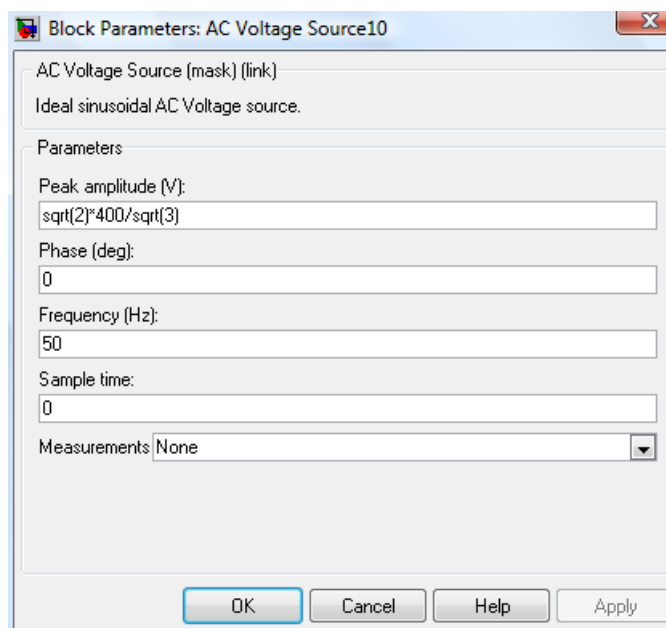 Block Parameters: AC Voltage Source10
AC Voltage Source (mask) (link)
Ideal sinusoidal AC Voltage source.
Parameters
Peak amplitude (V):
sqrt(2)*400/sqrt(3)
Phase (deg):
0
Frequency (Hz):
50
Sample time:
0
Measurements None
OK Cancel Help Apply